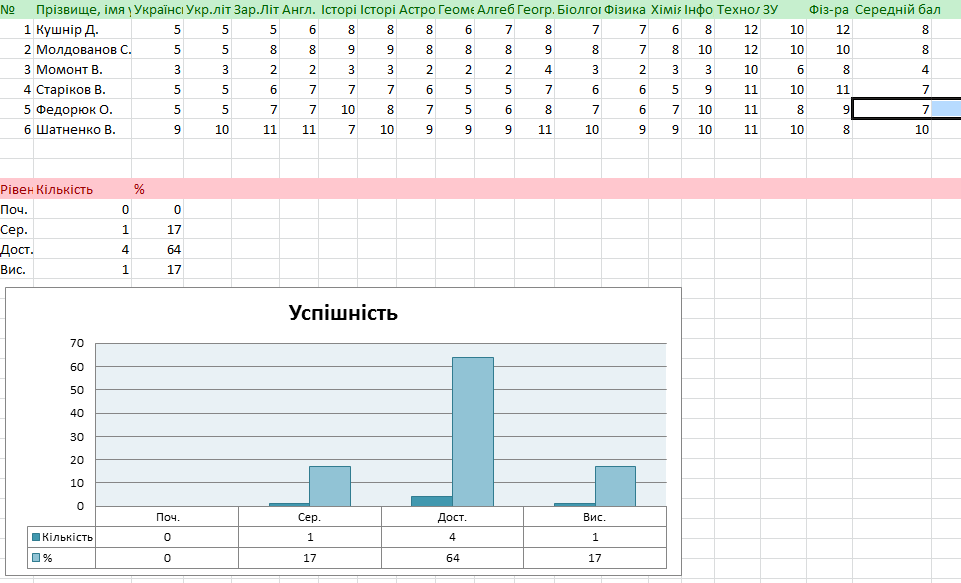 № Прізвище, ім'я у Українсь Укр.літ Зар.Літ Англ. Історі Історі Астро Геоме Алгеб Геогр. Біологі Фізика Хімія Інфо Технол ЗУ Фіз-ра Середній бал
1 Кушнір Д. 5 5 5 6 8 8 8 6 7 8 7 7 6 8 12 10 12 8
2 Молдованов С. 5 5 8 8 9 9 8 8 8 9 8 7 8 10 12 10 10 8
3 Момонт В. 3 3 2 2 3 3 2 2 2 4 3 2 3 3 10 6 8 4
4 Старіков В. 5 5 6 7 7 7 6 5 5 7 6 6 5 9 11 10 11 7
5 Федорюк О. 5 5 7 7 10 8 7 5 6 8 7 6 7 10 11 8 9 7
6 Шатненко В. 9 10 11 11 7 10 9 9 9 11 10 9 9 10 11 10 8 10
Рівен Кількість %
Поч. 0 0
Сер. 1 17
Дост. 4 64
Вис. 1 17
Успішність
70
60
50
40
30
20
10
0
Поч. Сер. Дост. Вис.
Кількість 0 1 4 1
% 0 17 64 17